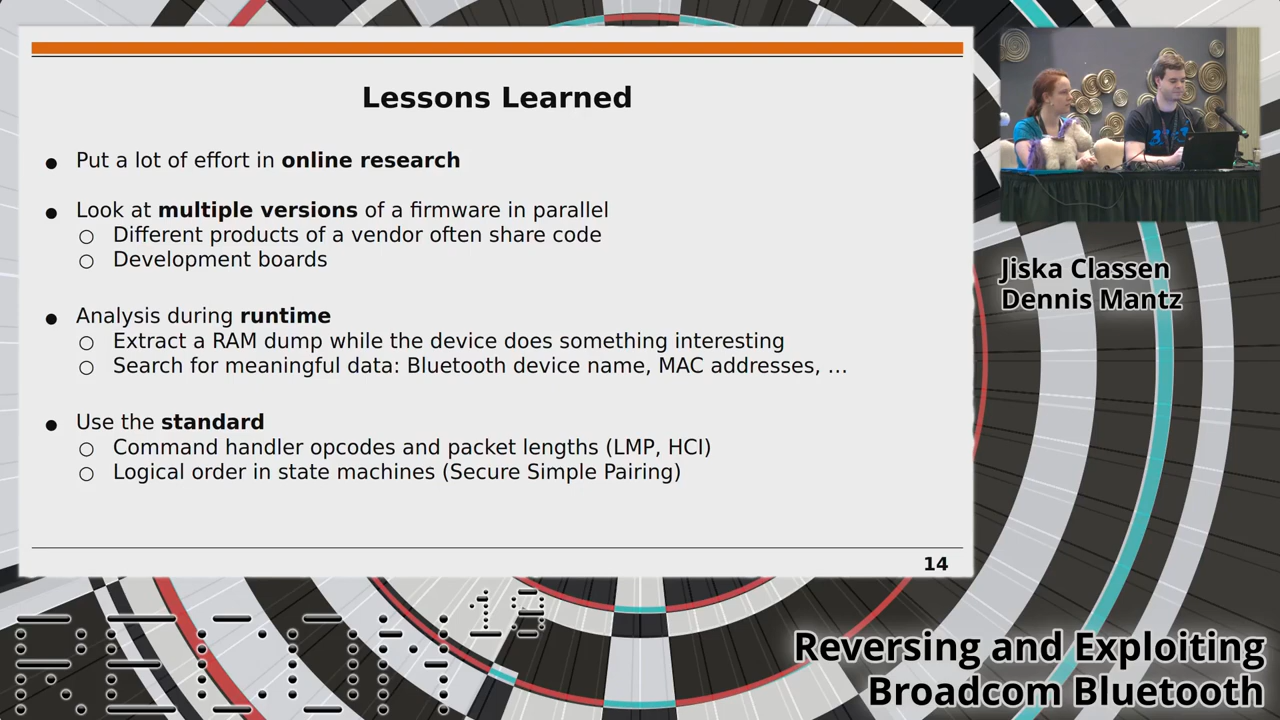 Lessons Learned
● Put a lot of effort in online research
● Look at multiple versions of a firmware in parallel
○ Different products of a vendor often share code
○ Development boards
● Analysis during runtime
○ Extract a RAM dump while the device does something interesting
○ Search for meaningful data: Bluetooth device name, MAC addresses, ...
● Use the standard
○ Command handler opcodes and packet lengths (LMP, HCI)
○ Logical order in state machines (Secure Simple Pairing)
14
Jiska Classen
Dennis Mantz
RECON 18
Reversing and Exploiting
Broadcom Bluetooth